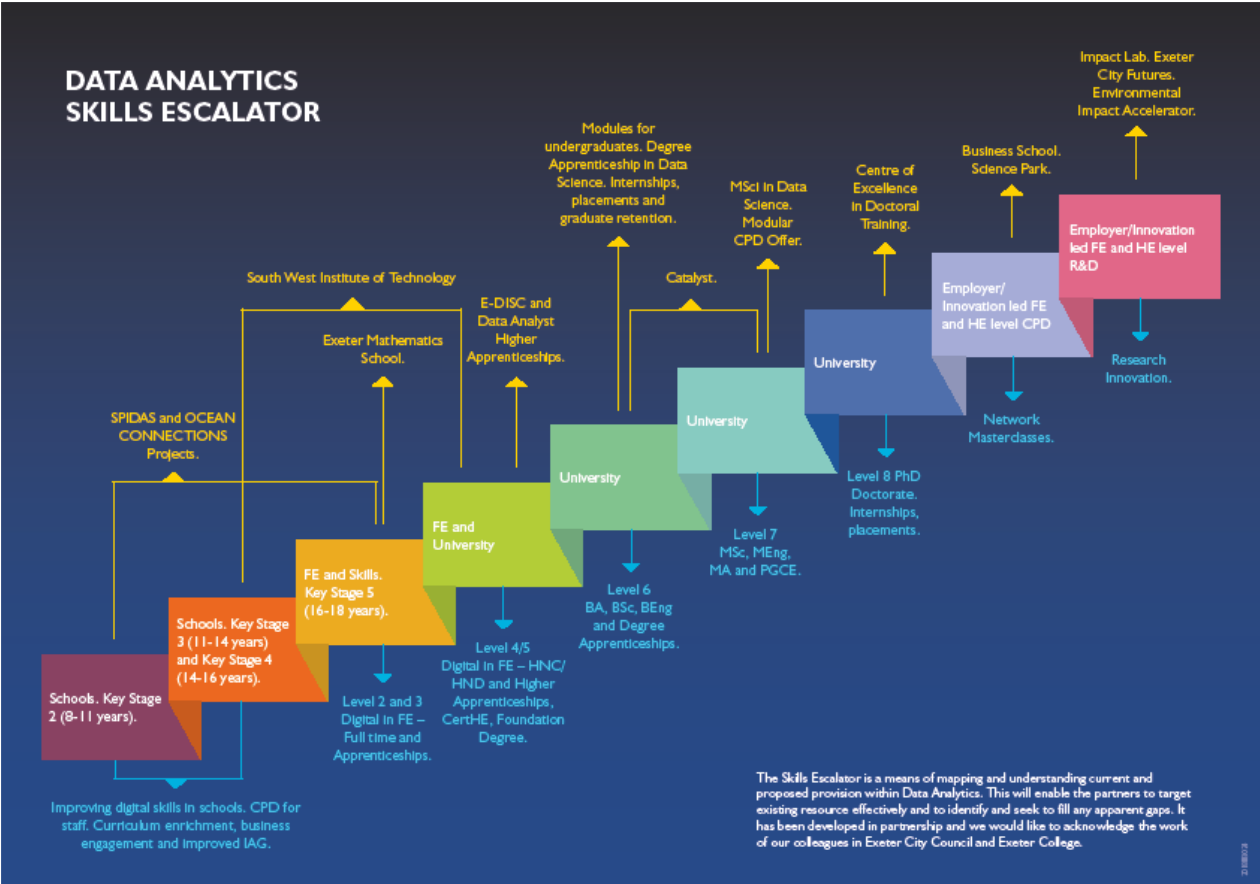 DATA ANALYTICS
SKILLS ESCALATOR
Impact Lab. Exeter
City Futures.
Environmental
Impact Accelerator.
Modules for
undergraduates. Degree
Apprenticeship in Data
Science. Internships,
placements and
graduate retention.
Business School.
Science Park.
Centre of
Excellence
in Doctoral
Training.
MSci in Data
Science.
Modular
CPD Offer.
South West Institute of Technology
Catalyst.
E-DISC and
Data Analyst
Higher
Apprenticeships.
Exeter Mathematics
School.
SPIDAS and OCEAN
CONNECTIONS
Projects.
Employer/Innovation
led FE and HE level
R&D
Employer/
Innovation led FE
and HE level CPD
University
University
University
FE and
University
FE and Skills.
Key Stage 5
(16-18 years).
Schools. Key Stage
3 (11-14 years)
and Key Stage 4
(14-16 years).
Schools. Key Stage
2 (8-11 years).
Research
Innovation.
Network
Masterclasses.
Level 8 PhD
Doctorate.
Internships,
placements.
Level 7
MSc, MEng,
MA and PGCE.
Level 6
BA, BSc, BEng
and Degree
Apprenticeships.
Level 4/5
Digital in FE – HNC/
HND and Higher
Apprenticeships,
CertHE, Foundation
Degree.
Level 2 and 3
Digital in FE –
Full time and
Apprenticeships.
Improving digital skills in schools. CPD for
staff. Curriculum enrichment, business
engagement and improved IAG.
The Skills Escalator is a means of mapping and understanding current and
proposed provision within Data Analytics. This will enable the partners to target
existing resource effectively and to identify and seek to fill any apparent gaps. It
has been developed in partnership and we would like to acknowledge the work
of our colleagues in Exeter City Council and Exeter College.